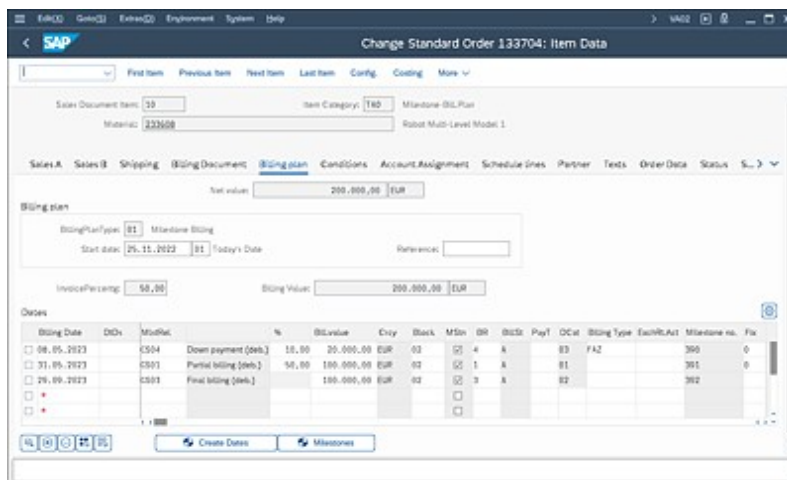 Edit(X) Goto(S) Extras(D) Environment System Help VA02
SAP Change Standard Order 133704: Item Data
First Item Previous Item Next Item Last Item Config. Costing More
Sales Document Item: 10 Item Category: TAO Milestone Bill.Plan
Material: 233608 Robot Multi-Level Model 1
Sales A Sales B Shipping Billing Document Billing plan Conditions Account Assignment Schedule lines Partner Texts Order Data Status S...
Net value: 200.000,00 EUR
Billing plan
BillingPlanType: 01 Milestone Billing
Start date: 25.11.2022 01 Today's Date Reference:
InvoicePercentg: 50,00 Billing Value: 200.000,00 EUR
Dates
Billing Date DtDs % Bill.value Crcy Block MStn BR BillSt PayT DCat Billing Type ExchRt.Act Milestone no. Fix
08.05.2023 CS04 Down payment (deb.) 10,00 20.000,00 EUR 02 4 A 03 FAZ 390 0
31.05.2023 CS01 Partial billing (deb.) 50,00 100.000,00 EUR 02 1 A 01 391 0
29.09.2023 CS03 Final billing (deb.) 100.000,00 EUR 02 3 A 02 392
*
*
Create Dates Milestones